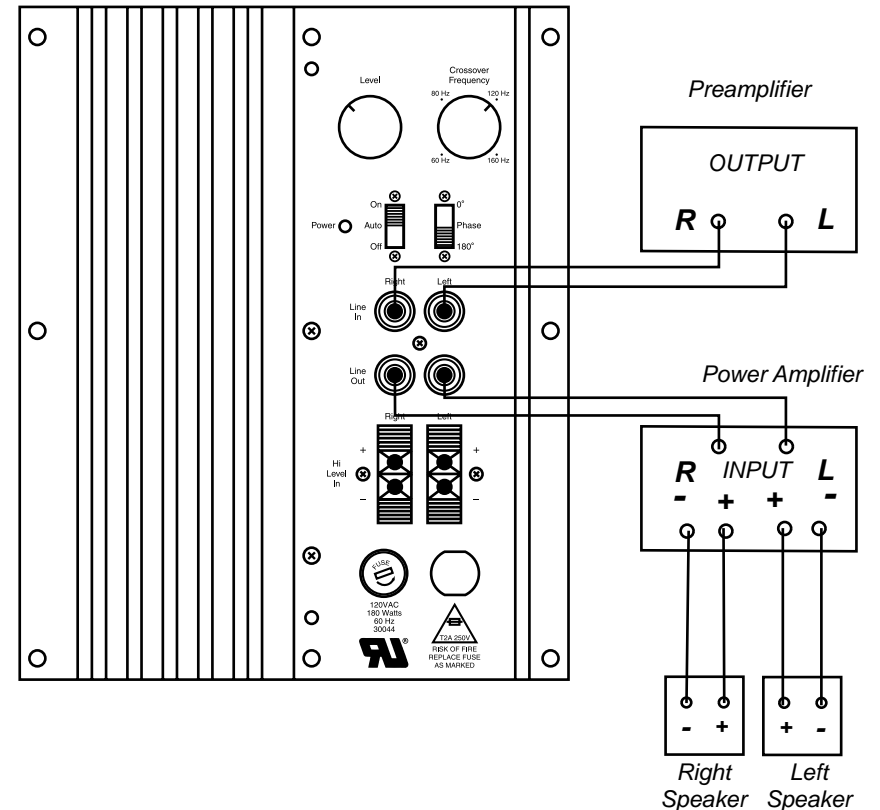 Level
Crossover
Frequency
80 Hz
120 Hz
60 Hz
160 Hz
On
0°
Power
Auto
Phase
Off
180°
Right
Left
Line
In
Line
Out
Right
Left
+
+
Hi
Level
In
–
–
FUSE
120VAC
180 Watts
60 Hz
30044
T2A 250V
RISK OF FIRE
REPLACE FUSE
AS MARKED
RU®
Preamplifier
OUTPUT
R
L
Power Amplifier
R INPUT L
- + + -
- +
+ -
Right
Speaker
Left
Speaker